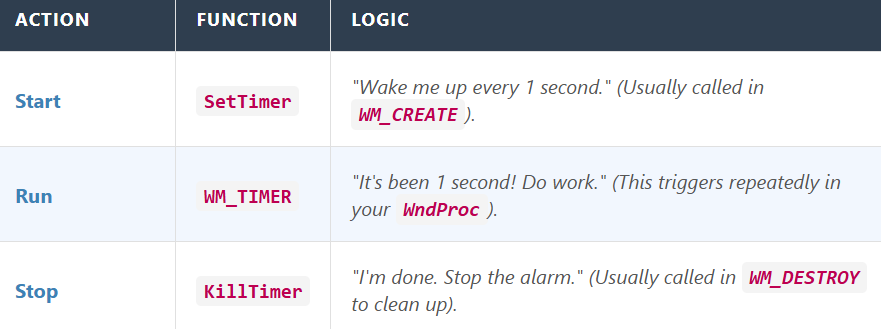 ACTION FUNCTION LOGIC
Start SetTimer "Wake me up every 1 second." (Usually called in
WM_CREATE ).
Run WM_TIMER "It's been 1 second! Do work." (This triggers repeatedly in
your WndProc ).
Stop KillTimer "I'm done. Stop the alarm." (Usually called in WM_DESTROY
to clean up).